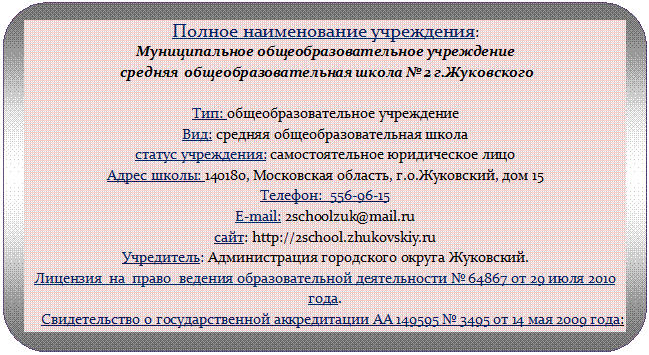 Полное наименование учреждения:
Муниципальное общеобразовательное учреждение
средняя общеобразовательная школа № 2 г.Жуковского
Тип: общеобразовательное учреждение
Вид: средняя общеобразовательная школа
статус учреждения: самостоятельное юридическое лицо
Адрес школы: 140180, Московская область, г.о.Жуковский, дом 15
Телефон: 556-96-15
E-mail: 2schoolzuk@mail.ru
сайт: http://2school.zhukovskiy.ru
Учредитель: Администрация городского округа Жуковский.
Лицензия на право ведения образовательной деятельности № 64867 от 29 июля 2010
года.
Свидетельство о государственной аккредитации АА 149595 № 3495 от 14 мая 2009 года: